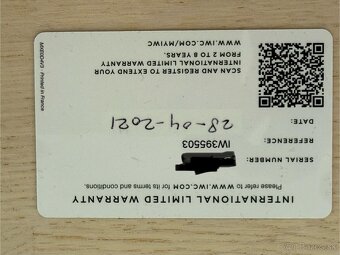 INTERNATIONAL LIMITED WARRANTY
Please refer to WWW.IWC.COM for its terms and conditions.
SERIAL NUMBER:
REFERENCE: IW395503
DATE: 28-04-2021
SCAN AND REGISTER TO EXTEND YOUR
INTERNATIONAL LIMITED WARRANTY
FROM 2 TO 8 YEARS.
WWW.IWC.COM/MYIWC
Printed in France